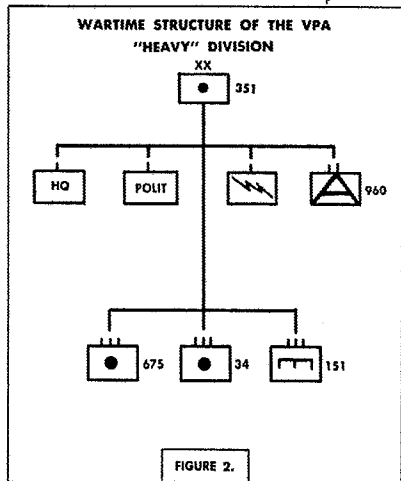 WARTIME STRUCTURE OF THE VPA
"HEAVY" DIVISION
XX
351
HQ
POLIT
960
675
34
151
FIGURE 2.